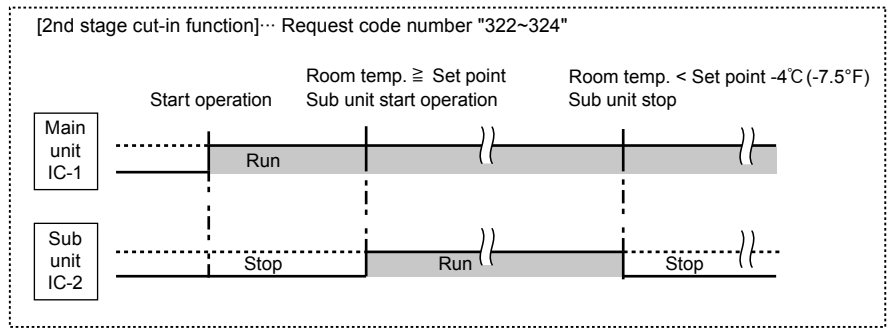 [2nd stage cut-in function]··· Request code number "322~324"
Room temp. ≧ Set point
Room temp. < Set point -4℃ (-7.5°F)
Start operation
Sub unit start operation
Sub unit stop
Main
unit
IC-1
Run
Sub
unit
IC-2
Stop
Run
Stop